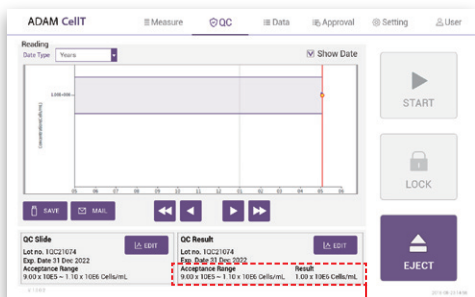 ADAM CellT
Measure QC Data Approval Setting User
Reading
Date Type Years Show Date
START
LOCK
EJECT
SAVE MAIL
QC Slide
EDIT
Lot no. 1QC21074
Exp. Date 31 Dec 2022
Acceptance Range
9.00 x 10E5 ~ 1.10 x 10E6 Cells/mL
QC Result
EDIT
Lot no. 1QC21074
Exp. Date 31 Dec 2022
Acceptance Range Result
9.00 x 10E5 ~ 1.10 x 10E6 Cells/mL 1.00 x 10E6 Cells/mL